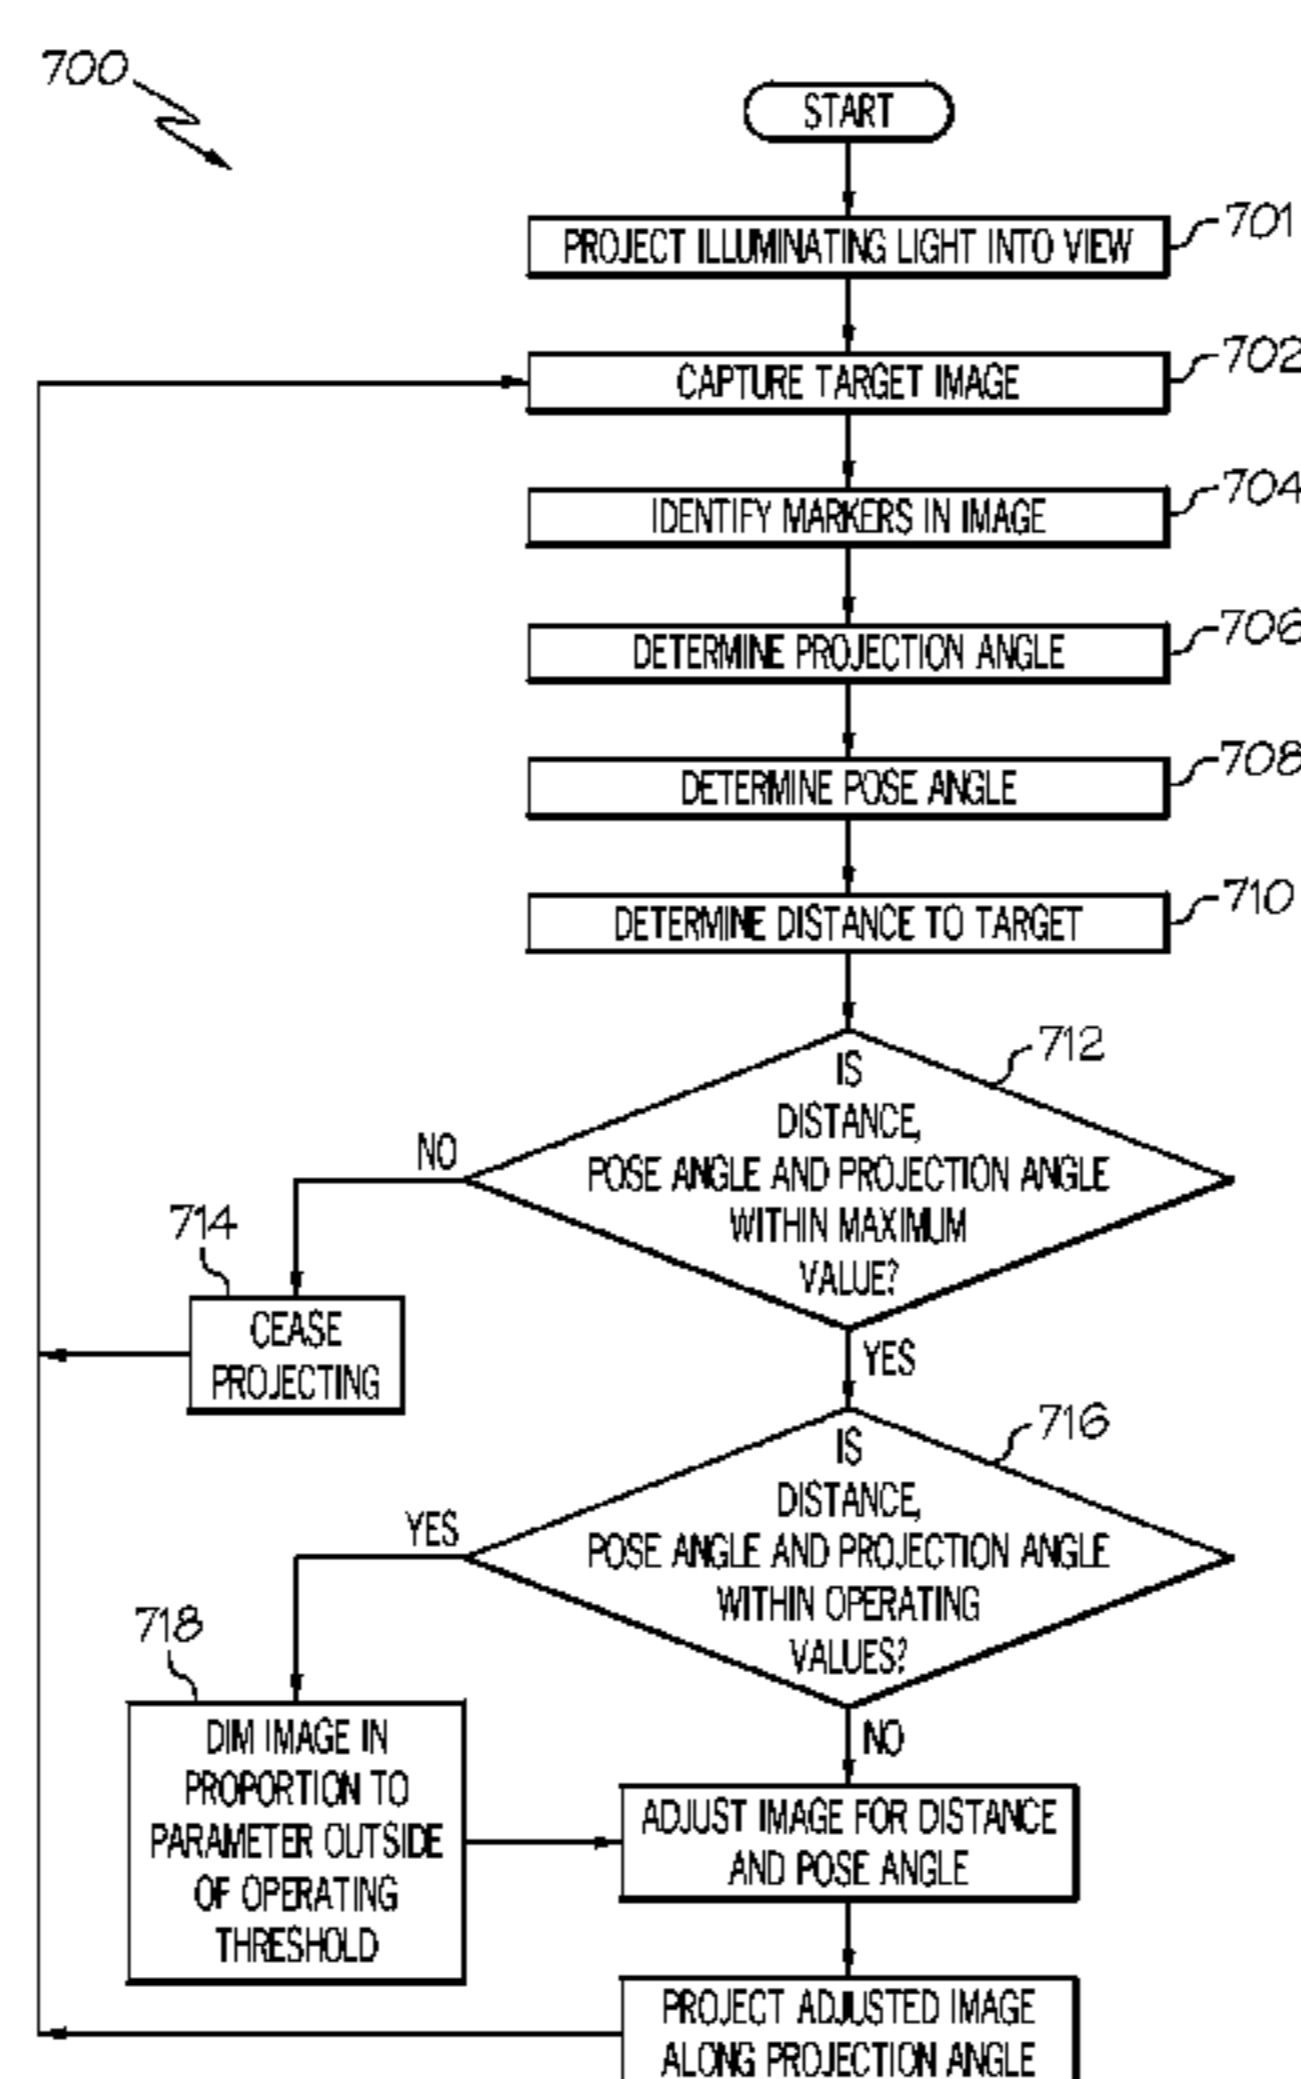 700
START
PROJECT ILLUMINATING LIGHT INTO VIEW
701
CAPTURE TARGET IMAGE
702
IDENTIFY MARKERS IN IMAGE
704
DETERMINE PROJECTION ANGLE
706
DETERMINE POSE ANGLE
708
DETERMINE DISTANCE TO TARGET
710
712
IS
DISTANCE,
POSE ANGLE AND PROJECTION ANGLE
WITHIN MAXIMUM
VALUE?
NO
714
CEASE
PROJECTING
YES
716
IS
DISTANCE,
POSE ANGLE AND PROJECTION ANGLE
WITHIN OPERATING
VALUES?
YES
718
DIM IMAGE IN
PROPORTION TO
PARAMETER OUTSIDE
OF OPERATING
THRESHOLD
NO
ADJUST IMAGE FOR DISTANCE
AND POSE ANGLE
PROJECT ADJUSTED IMAGE
ALONG PROJECTION ANGLE